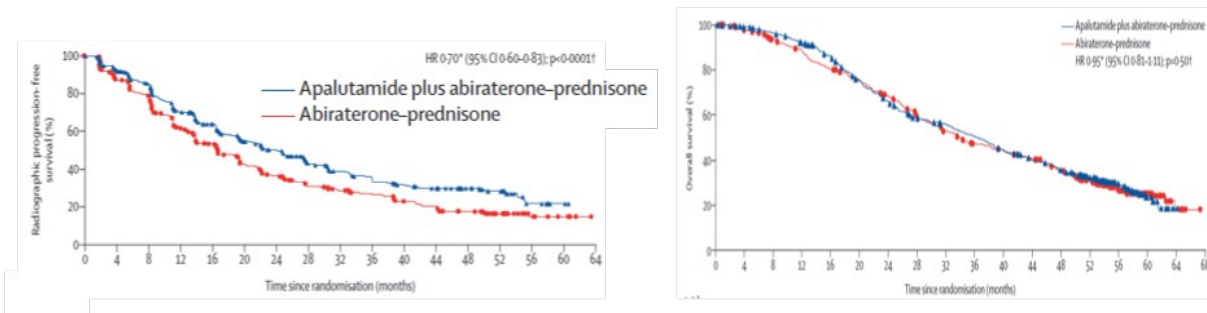 HR 0·70* (95% CI 0·60–0·83); p<0·0001†
Apalutamide plus abiraterone–prednisone
Abiraterone–prednisone
Radiographic progression-free
survival (%)
100
80
60
40
20
0
0 4 8 12 16 20 24 28 32 36 40 44 48 52 56 60 64
Time since randomisation (months)
Apalutamide plus abiraterone-prednisone
Abiraterone-prednisone
HR 0·95* (95% CI 0·81-1·11); p=0·50†
Overall survival (%)
100
80
60
40
20
0
0 4 8 12 16 20 24 28 32 36 40 44 48 52 56 60 64 68
Time since randomisation (months)